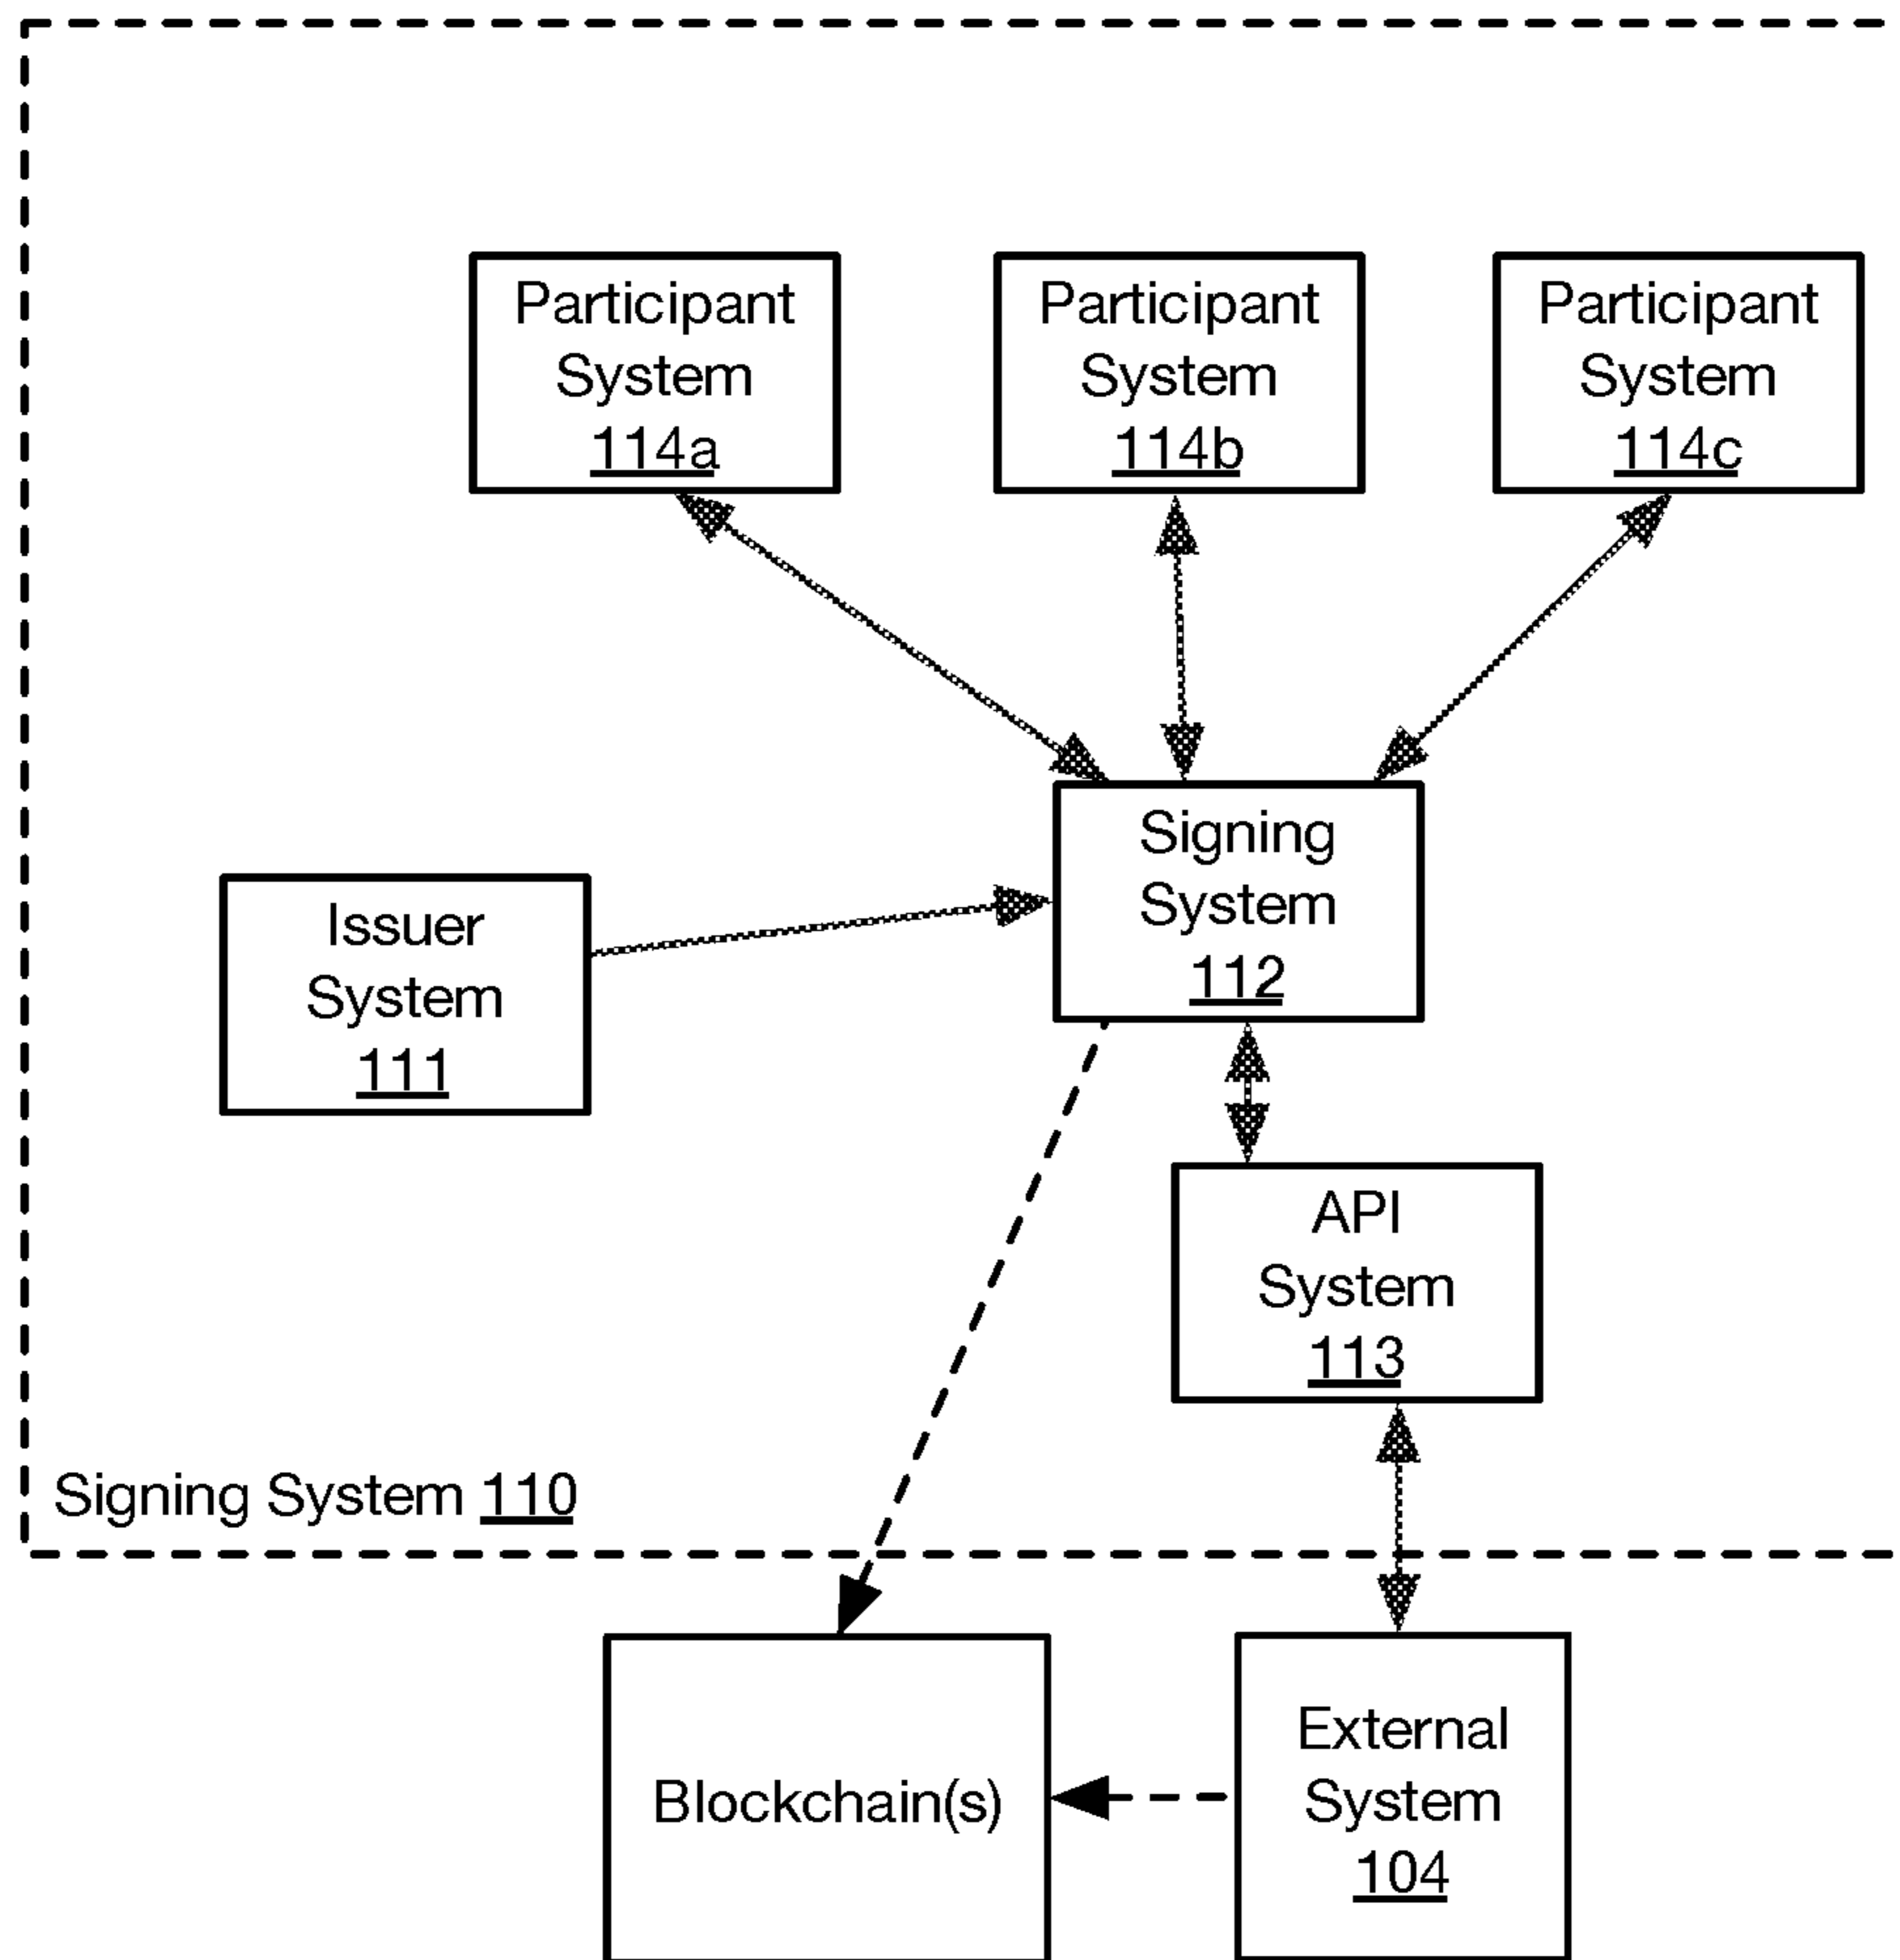 Participant
System
114a
Participant
System
114b
Participant
System
114c
Signing
System
112
Issuer
System
111
API
System
113
Signing System 110
Blockchain(s)
External
System
104